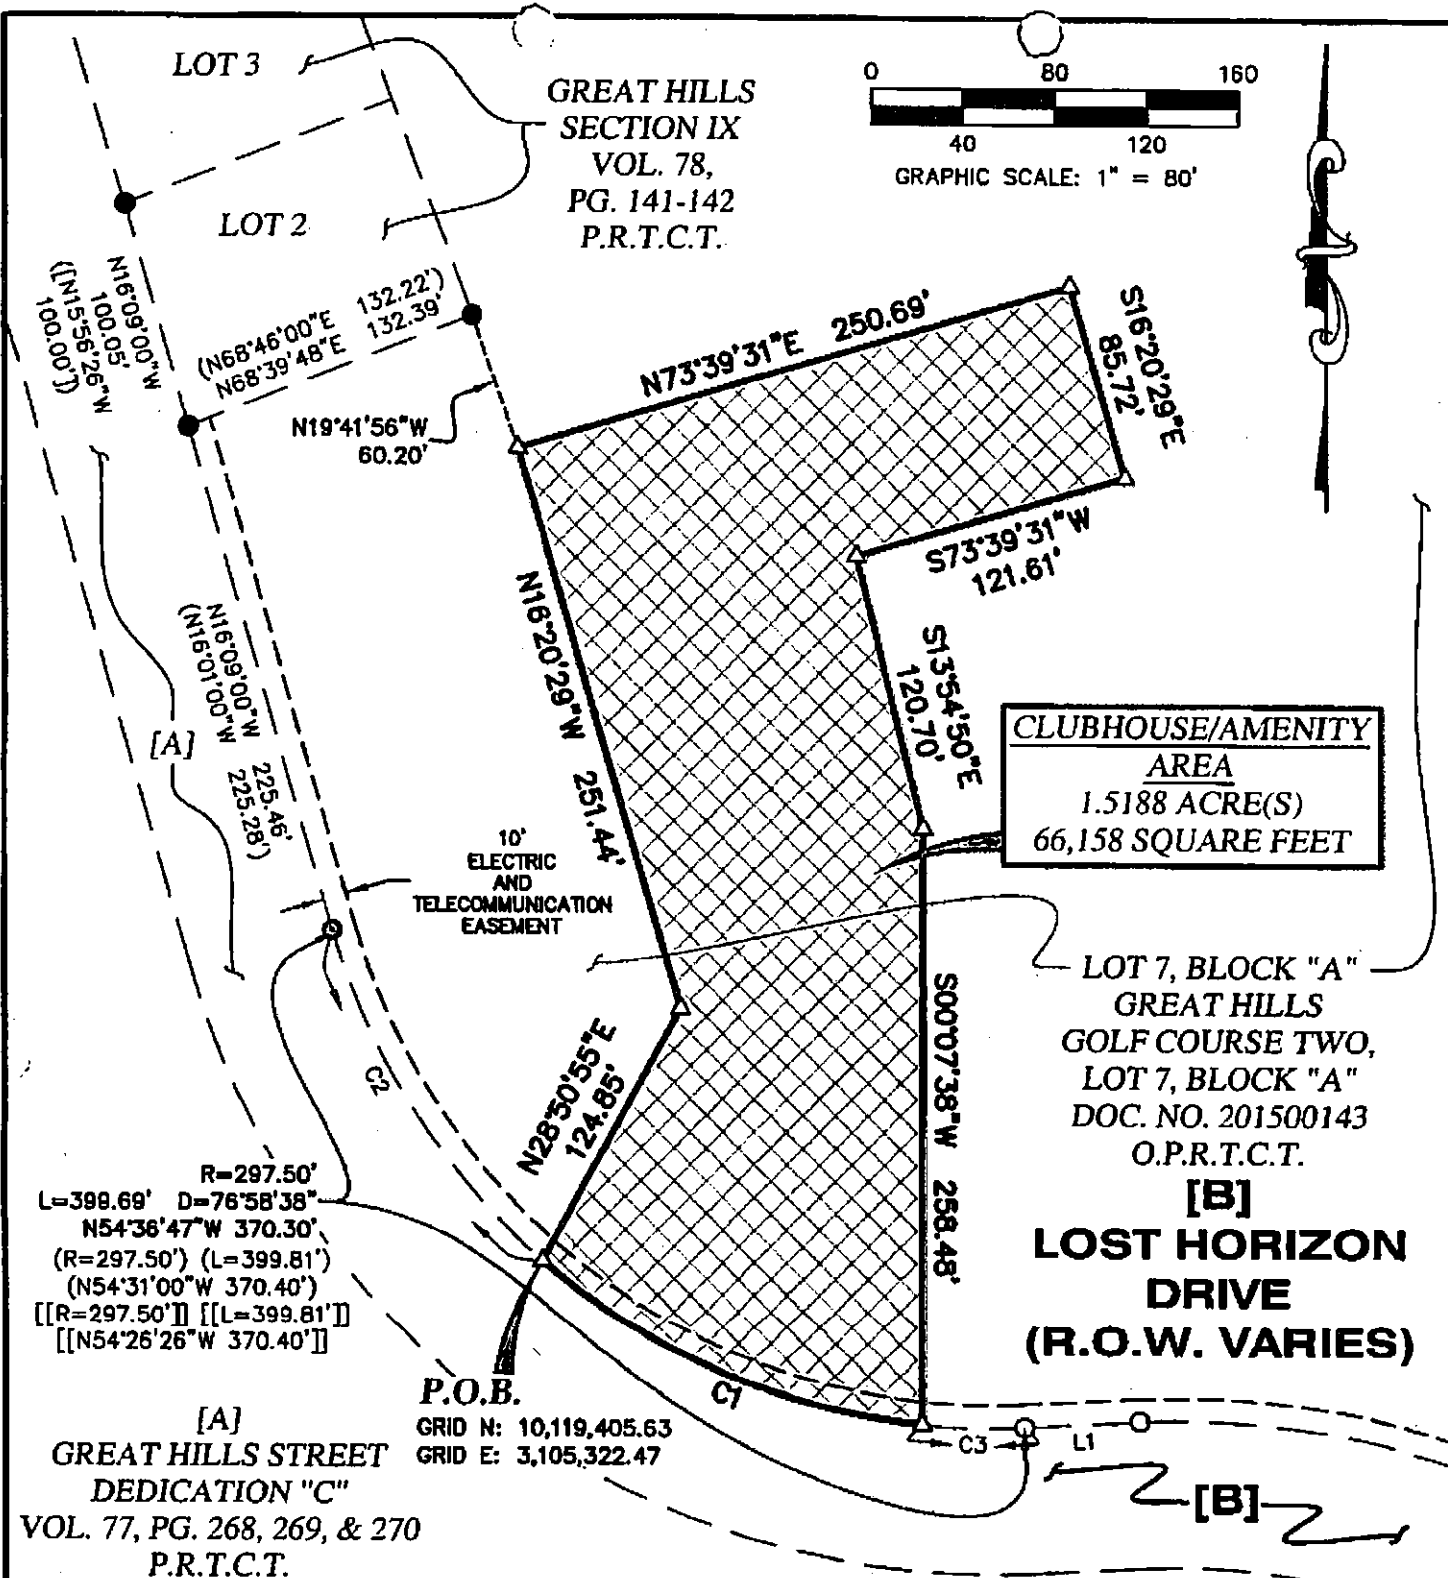 LOT 3
GREAT HILLS
SECTION IX
VOL. 78,
PG. 141-142
P.R.T.C.T.
0 80 160
40 120
GRAPHIC SCALE: 1" = 80'
LOT 2
N16°09'00"W
100.05'
([N15°56'26"W
100.00'])
(N68°46'00"E 132.22')
N68°39'48"E 132.39'
N19°41'56"W
60.20'
N73°39'31"E 250.69'
S16°20'29"E
85.72'
S73°39'31"W
121.61'
N16°20'29"W 251.44'
S13°54'50"E
120.70'
N16°09'00"W 225.46'
(N16°01'00"W 225.28')
[A]
CLUBHOUSE/AMENITY
AREA
1.5188 ACRE(S)
66,158 SQUARE FEET
10'
ELECTRIC
AND
TELECOMMUNICATION
EASEMENT
LOT 7, BLOCK "A"
GREAT HILLS
GOLF COURSE TWO,
LOT 7, BLOCK "A"
DOC. NO. 201500143
O.P.R.T.C.T.
S00°07'38"W 258.48'
N28°50'55"E
124.85'
C2
R=297.50'
L=399.69' D=76°58'38"
N54°36'47"W 370.30'
(R=297.50') (L=399.81')
(N54°31'00"W 370.40')
[[R=297.50']] [[L=399.81']]
[[N54°26'26"W 370.40']]
[B]
LOST HORIZON
DRIVE
(R.O.W. VARIES)
P.O.B.
GRID N: 10,119,405.63
GRID E: 3,105,322.47
C1
C3
L1
[B]
[A]
GREAT HILLS STREET
DEDICATION "C"
VOL. 77, PG. 268, 269, & 270
P.R.T.C.T.